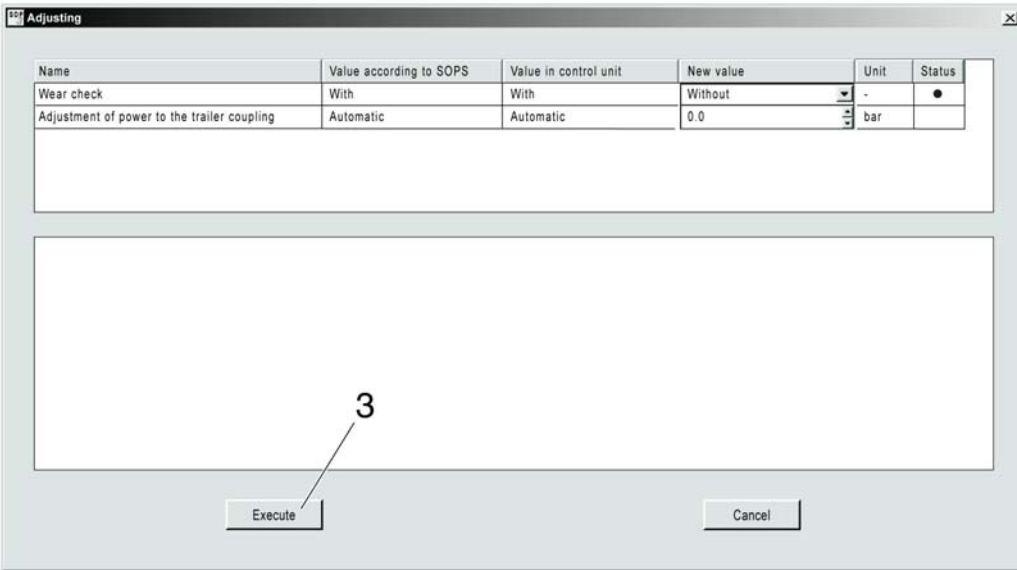 SOP Adjusting
Name Value according to SOPS Value in control unit New value Unit Status
Wear check With With Without -
Adjustment of power to the trailer coupling Automatic Automatic 0.0 bar
3
Execute Cancel